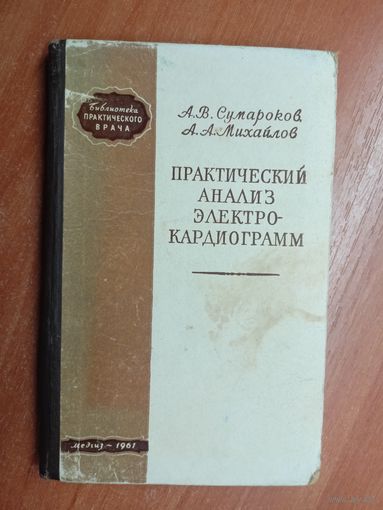 Библиотека
ПРАКТИЧЕСКОГО
ВРАЧА
А.В. Сумароков,
А.А. Михайлов
ПРАКТИЧЕСКИЙ
АНАЛИЗ
ЭЛЕКТРО-
КАРДИОГРАММ
медгиз ~ 1961